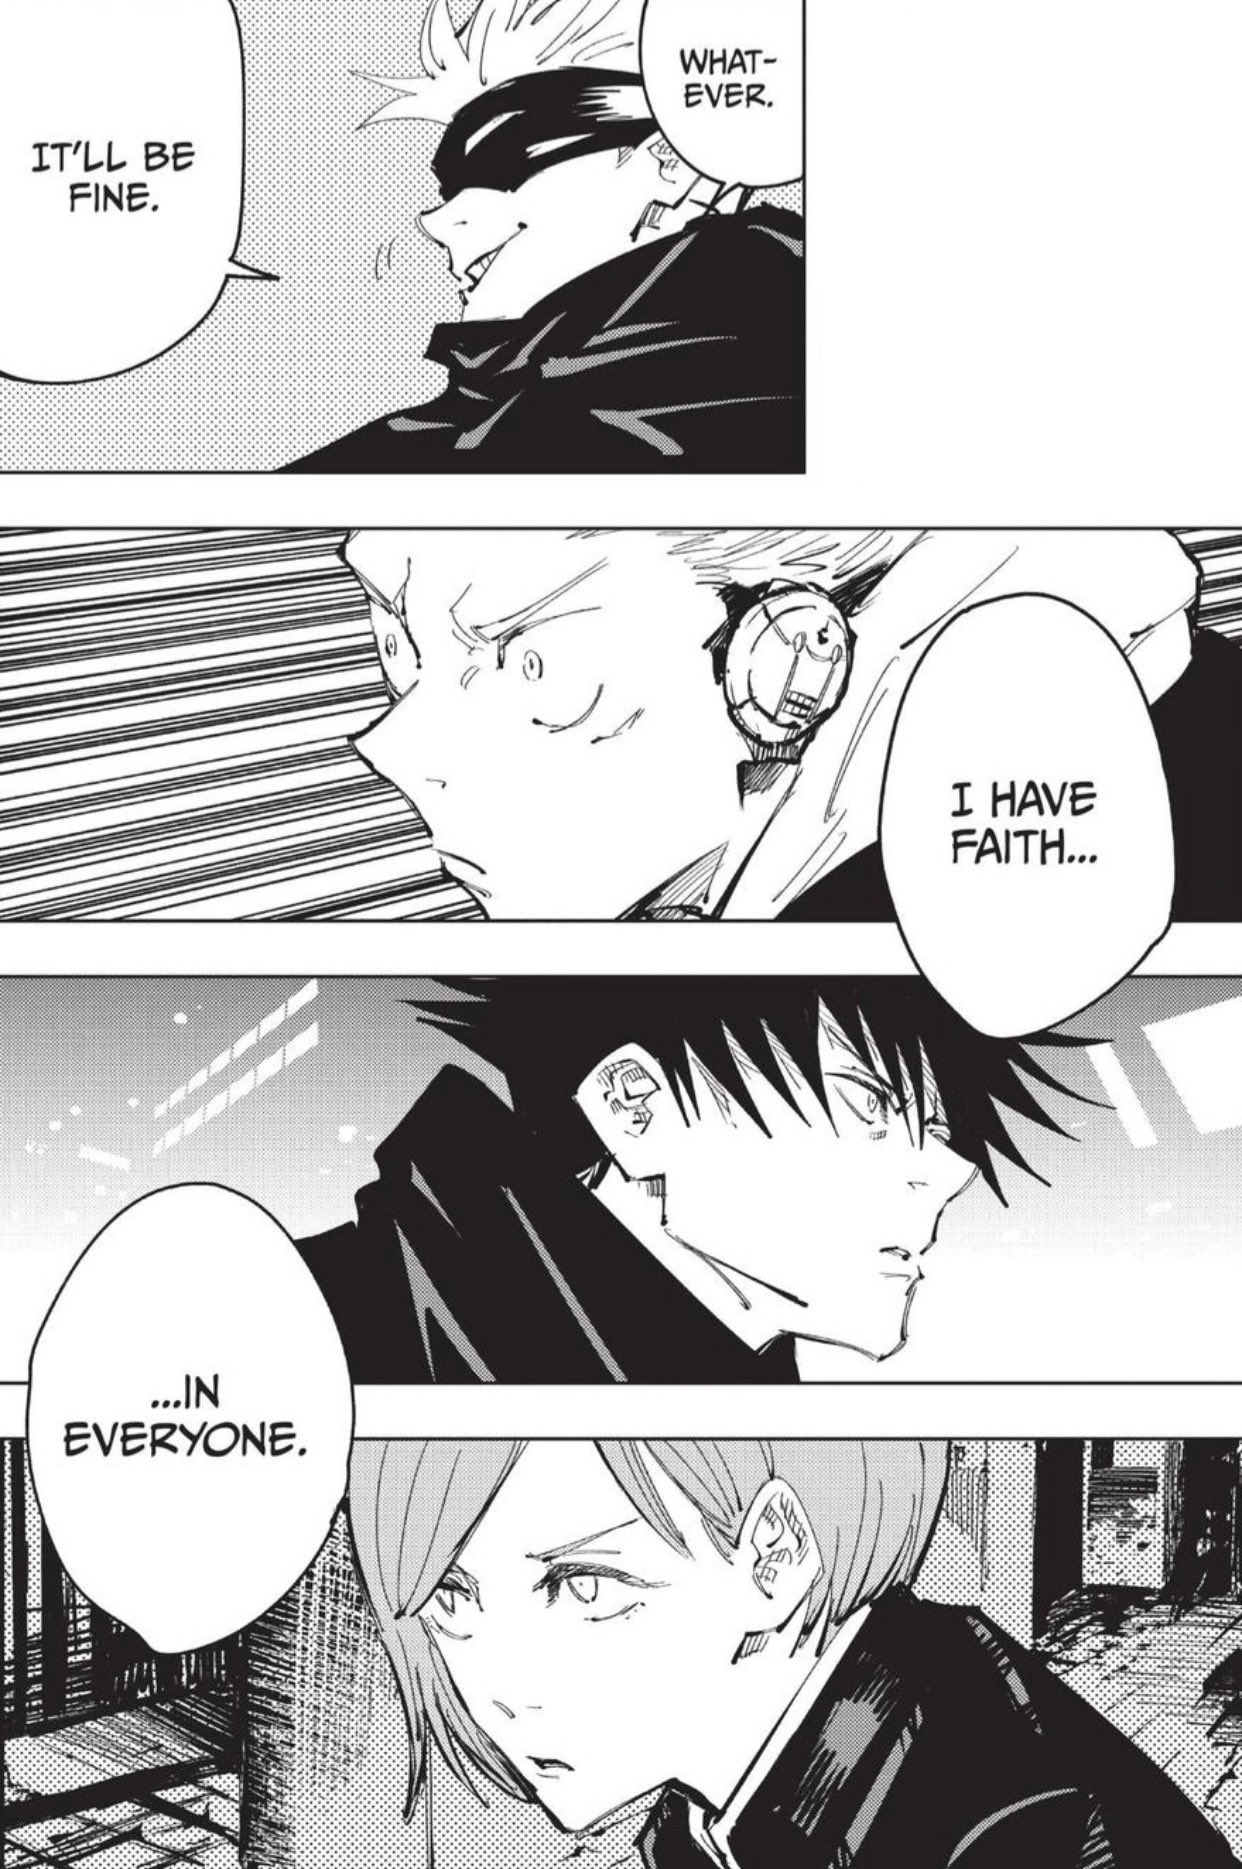 WHAT-
EVER.
IT'LL BE
FINE.
I HAVE
FAITH...
...IN
EVERYONE.